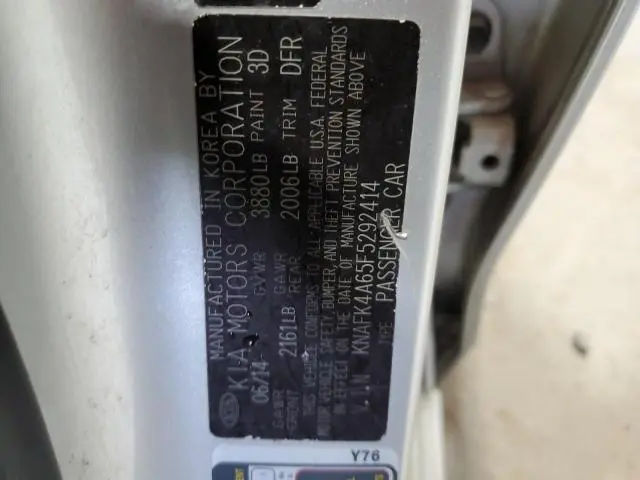 MANUFACTURED IN KOREA BY
KIA MOTORS CORPORATION
06/14 GVWR 3880LB PAINT 3D
GAWR FRONT 2161LB GAWR REAR 2006LB TRIM DFR
THIS VEHICLE CONFORMS TO ALL APPLICABLE U.S.A. FEDERAL
MOTOR VEHICLE SAFETY, BUMPER, AND THEFT PREVENTION STANDARDS
IN EFFECT ON THE DATE OF MANUFACTURE SHOWN ABOVE
V.I.N KNAFK4A65F5292414
TYPE: PASSENGER CAR
KIA
Y76